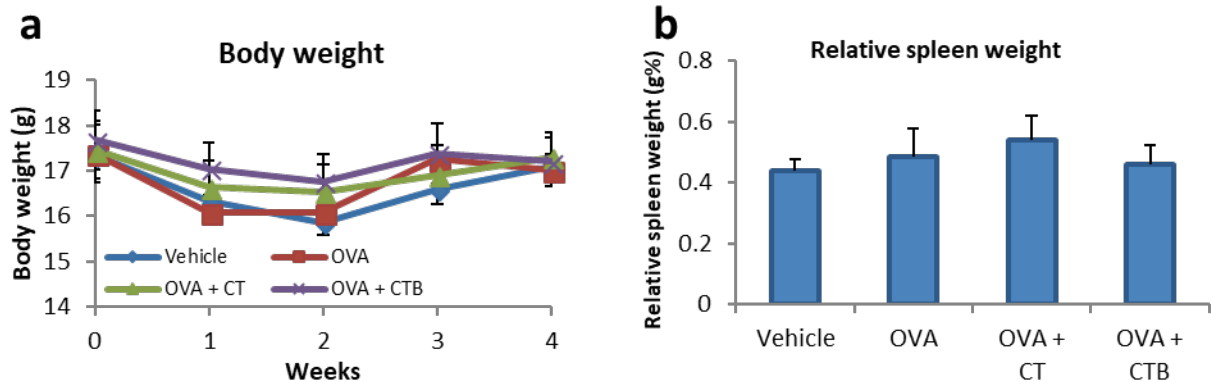 a
Body weight
Body weight (g)
19
18
17
16
15
14
Vehicle
OVA
OVA + CT
OVA + CTB
0 1 2 3 4
Weeks
b
Relative spleen weight
Relative spleen weight (g%)
0.8
0.6
0.4
0.2
0
Vehicle OVA OVA + OVA +
CT CTB